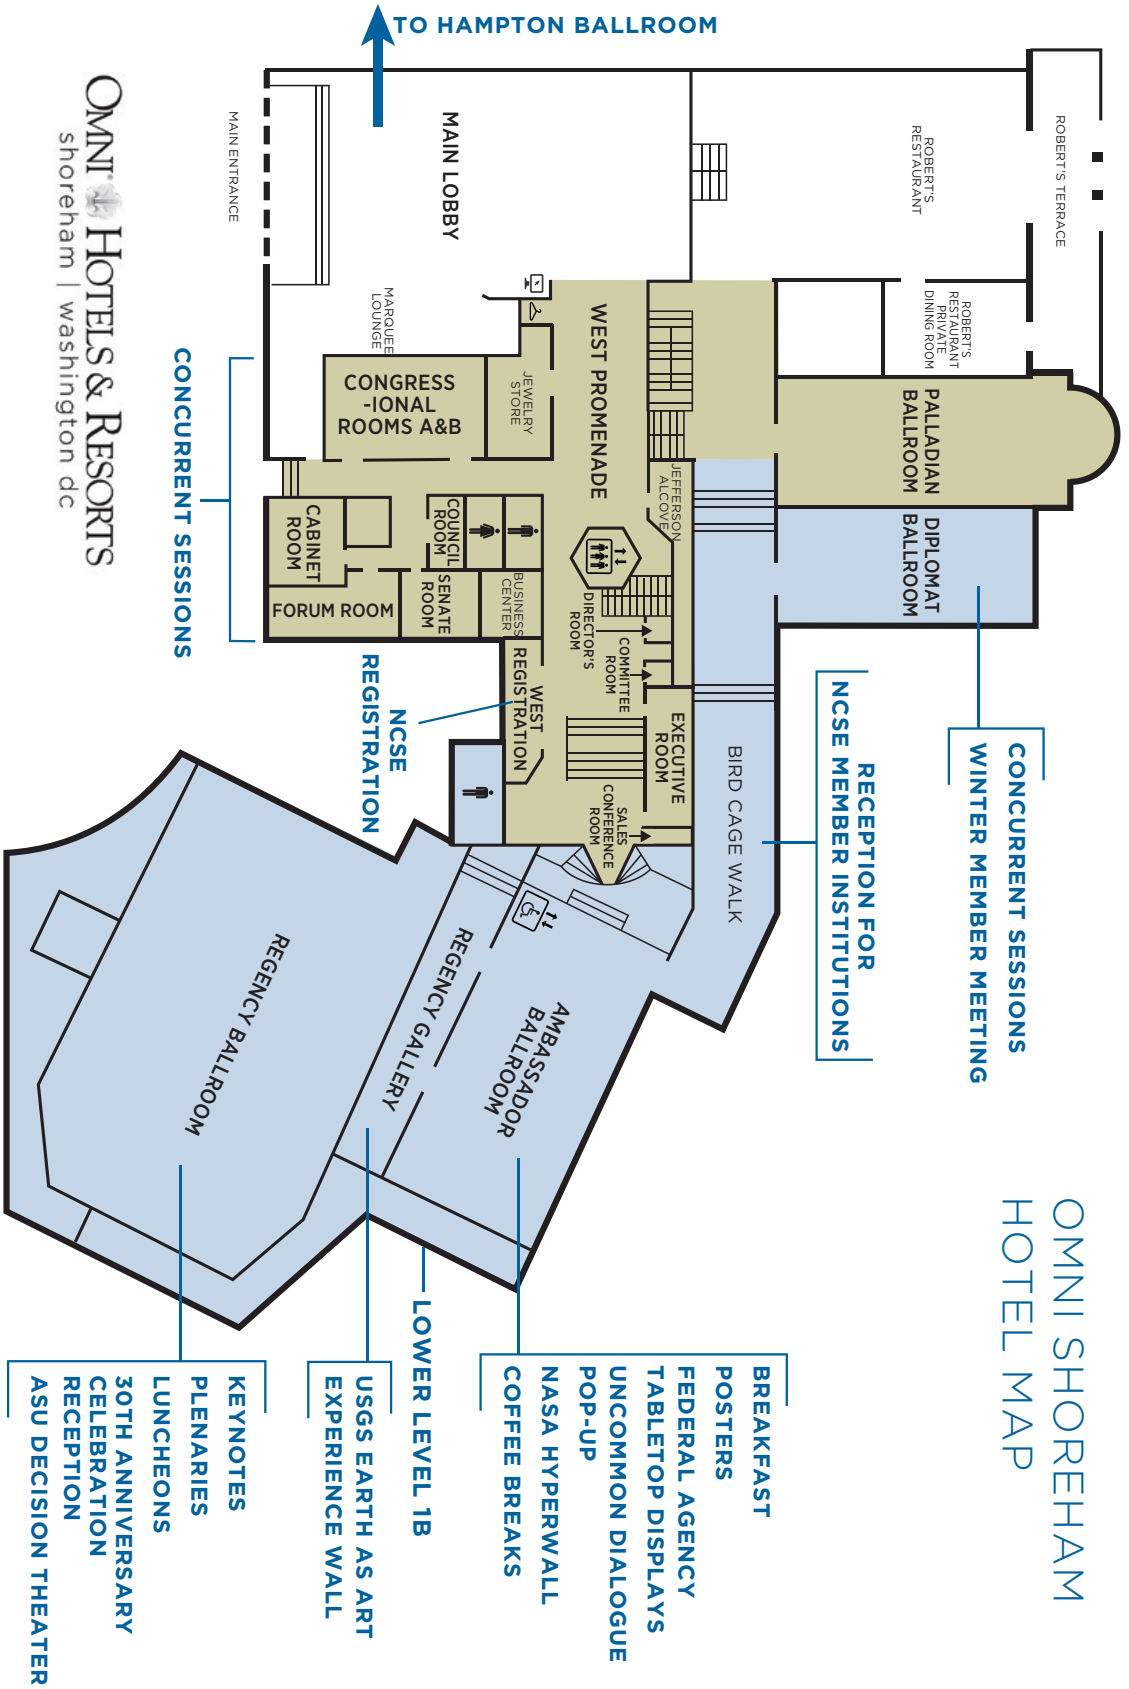 OMNI SHOREHAM
HOTEL MAP
TO HAMPTON BALLROOM
ROBERT'S TERRACE
ROBERT'S
RESTAURANT
ROBERT'S
RESTAURANT
PRIVATE
DINING ROOM
MAIN LOBBY
MAIN ENTRANCE
MARQUEE
LOUNGE
OMNI HOTELS & RESORTS
shoreham | washington dc
CONGRESS
-IONAL
ROOMS A&B
JEWELRY
STORE
WEST PROMENADE
PALLADIAN
BALLROOM
DIPLOMAT
BALLROOM
JEFFERSON
ALCOVE
COUNCIL
ROOM
CABINET
ROOM
FORUM ROOM
SENATE
ROOM
BUSINESS
CENTER
DIRECTOR'S
ROOM
COMMITTEE
ROOM
WEST
REGISTRATION
EXECUTIVE
ROOM
SALES
CONFERENCE
ROOM
BIRD CAGE WALK
REGENCY BALLROOM
REGENCY GALLERY
AMBASSADOR
BALLROOM
CONCURRENT SESSIONS
NCSE
REGISTRATION
RECEPTION FOR
NCSE MEMBER INSTITUTIONS
CONCURRENT SESSIONS
WINTER MEMBER MEETING
BREAKFAST
POSTERS
FEDERAL AGENCY
TABLETOP DISPLAYS
UNCOMMON DIALOGUE
POP-UP
NASA HYPERWALL
COFFEE BREAKS
LOWER LEVEL 1B
USGS EARTH AS ART
EXPERIENCE WALL
KEYNOTES
PLENARIES
LUNCHEONS
30TH ANNIVERSARY
CELEBRATION
RECEPTION
ASU DECISION THEATER